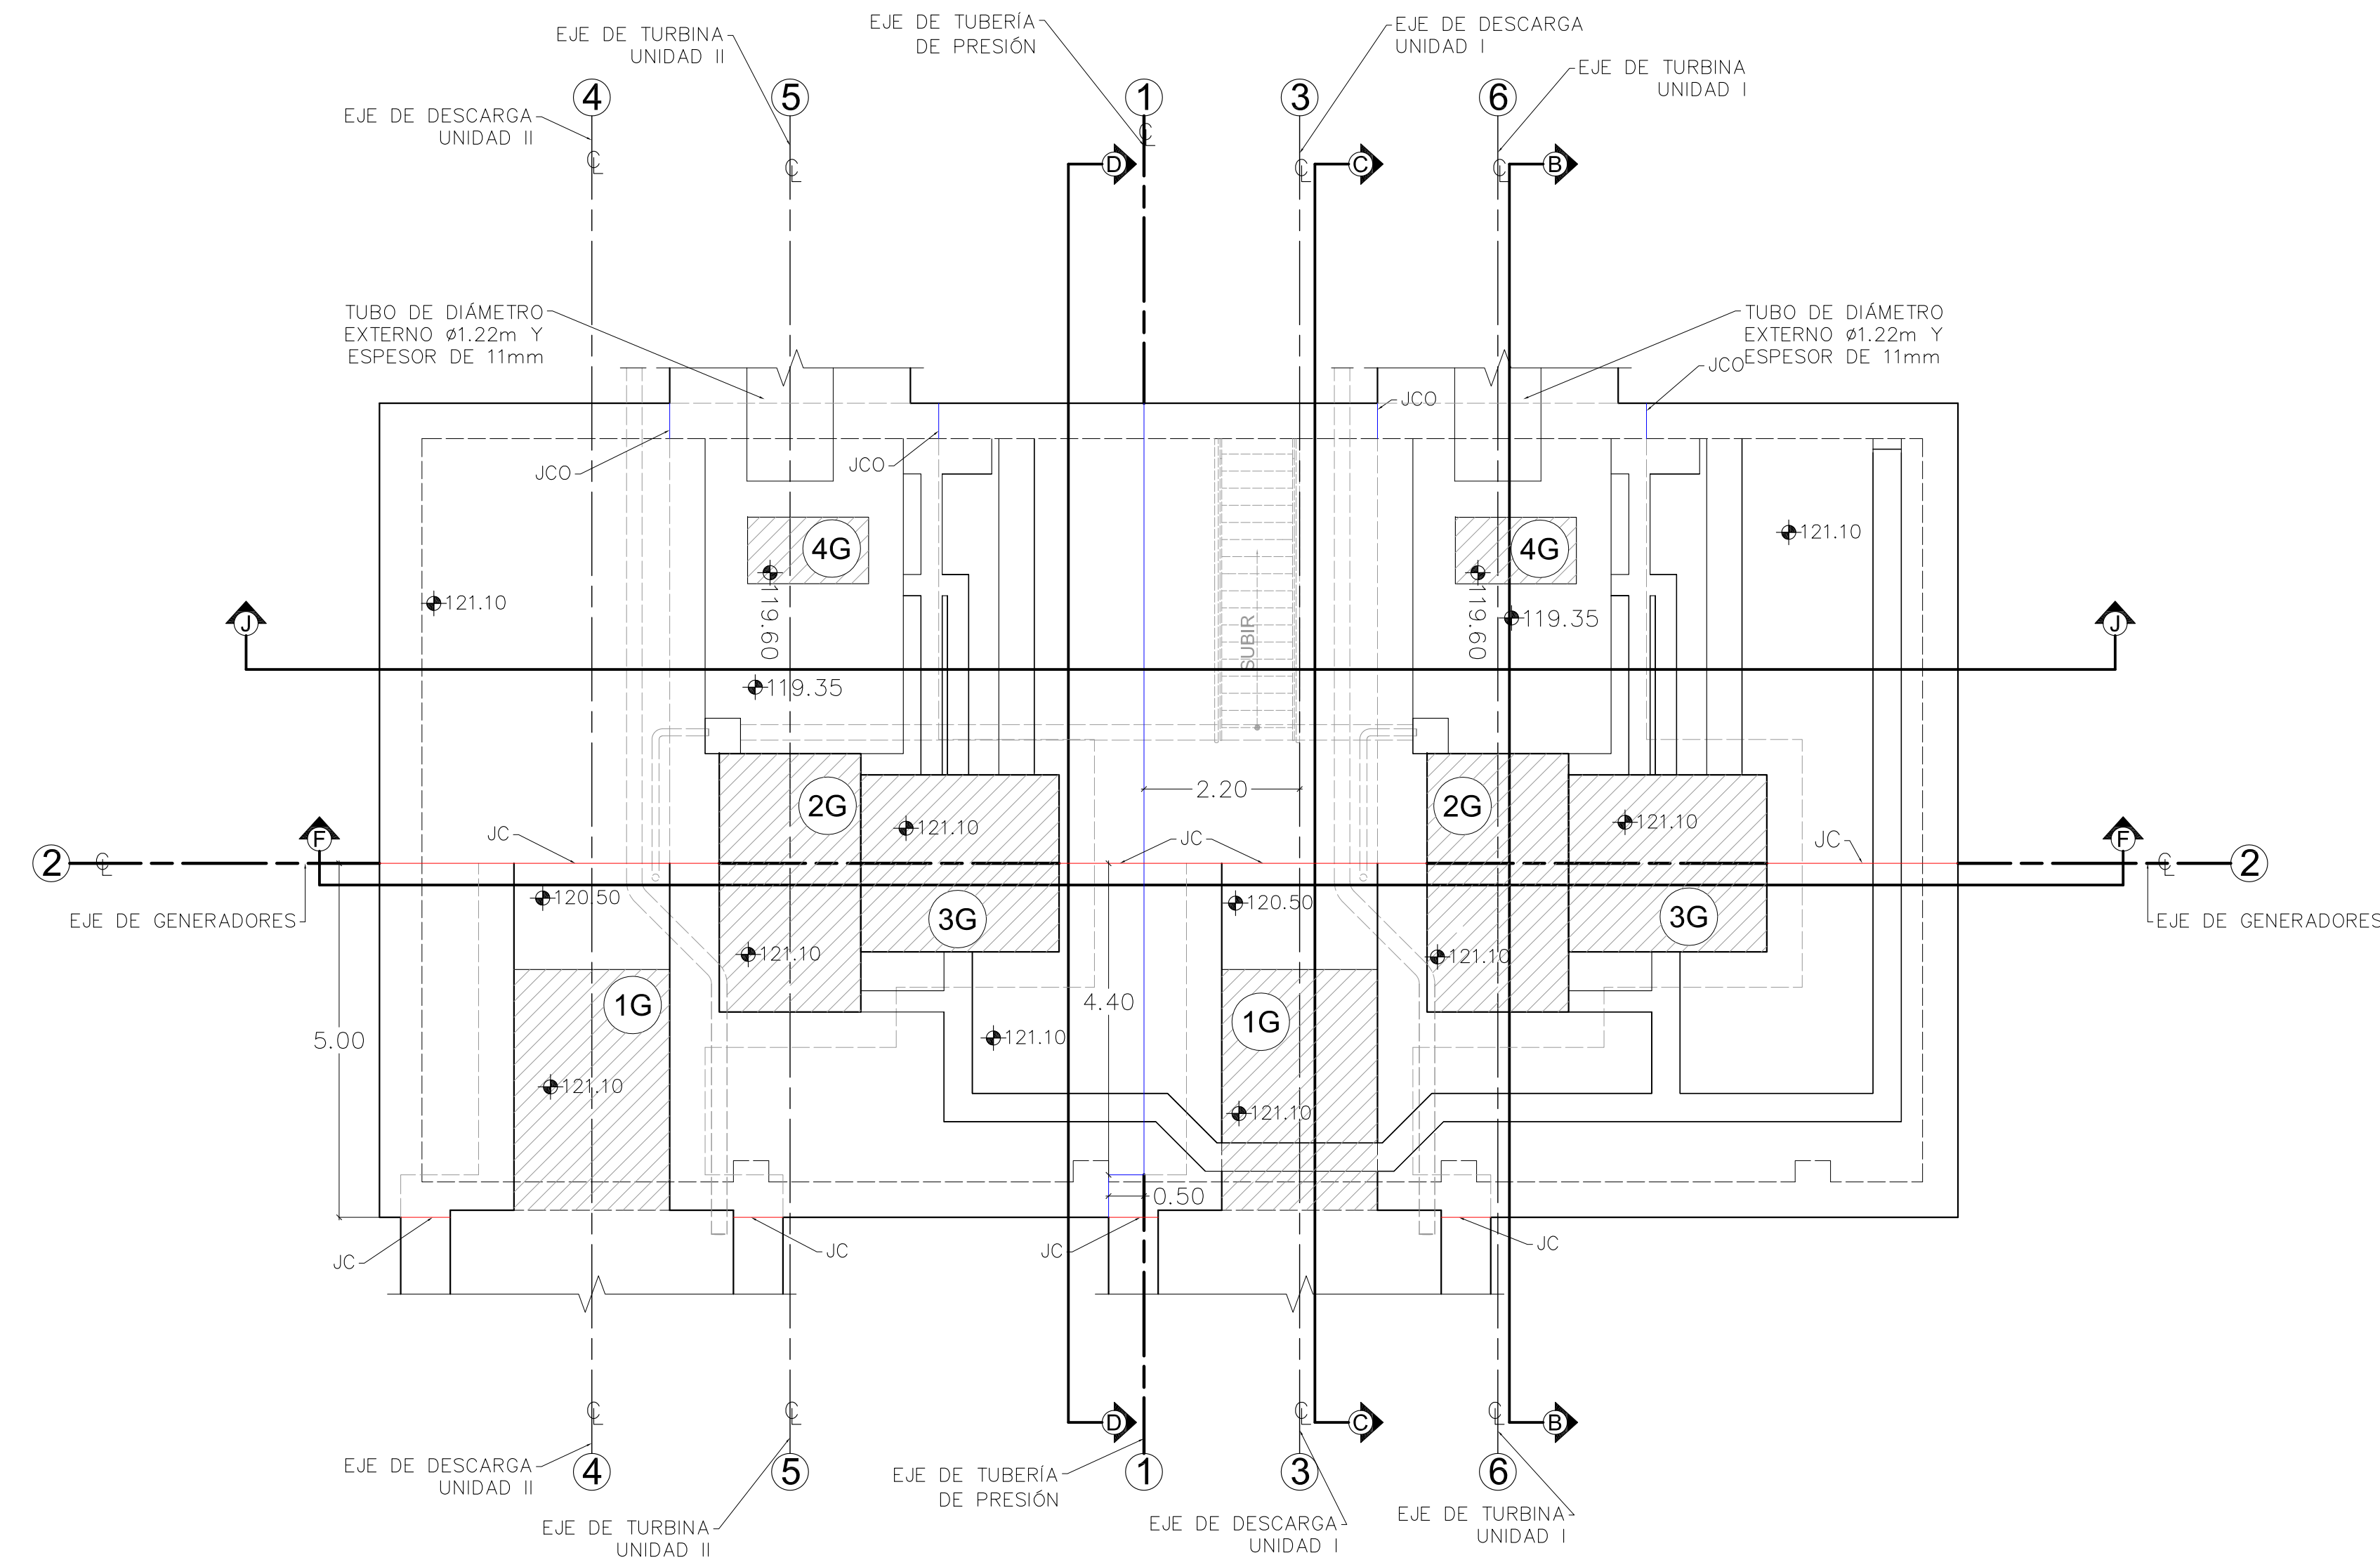 EJE DE TUBERÍA
DE PRESIÓN
EJE DE DESCARGA
UNIDAD I
EJE DE TURBINA
UNIDAD II
EJE DE TURBINA
UNIDAD I
4
5
1
3
6
EJE DE DESCARGA
UNIDAD II
D
C
B
TUBO DE DIÁMETRO
EXTERNO ø1.22m Y
ESPESOR DE 11mm
TUBO DE DIÁMETRO
EXTERNO ø1.22m Y
ESPESOR DE 11mm
JCO
JCO
JCO
JCO
4G
4G
121.10
121.10
119.60
119.60
119.35
119.35
J
J
SUBIR
2.20
2G
2G
121.10
121.10
F
JC
JC
JC
F
2
2
EJE DE GENERADORES
EJE DE GENERADORES
120.50
120.50
3G
3G
121.10
121.10
1G
1G
4.40
5.00
121.10
121.10
121.10
0.50
JC
JC
JC
JC
D
C
B
EJE DE DESCARGA
UNIDAD II
4
5
1
3
6
EJE DE TUBERÍA
DE PRESIÓN
EJE DE TURBINA
UNIDAD II
EJE DE DESCARGA
UNIDAD I
EJE DE TURBINA
UNIDAD I